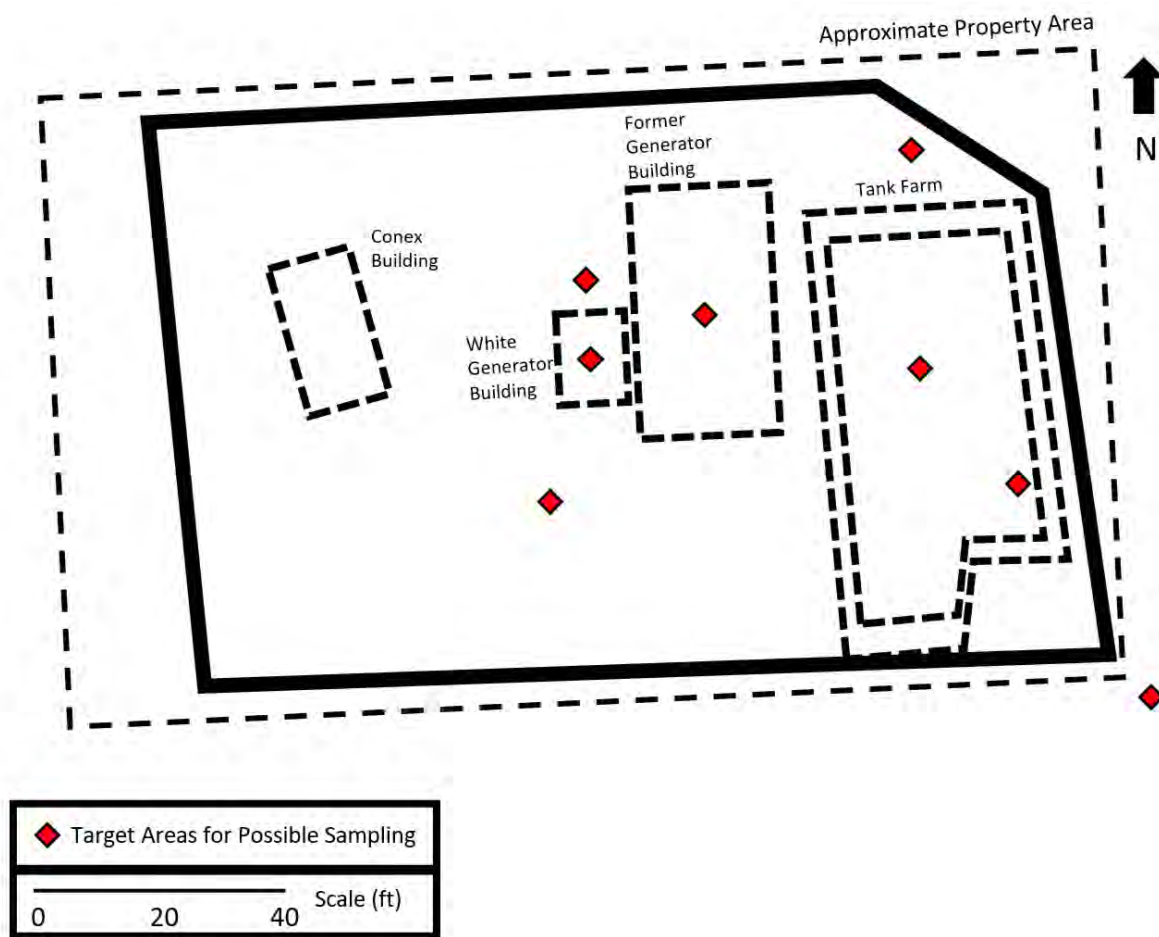 Approximate Property Area
N
Former
Generator
Building
Tank Farm
Conex
Building
White
Generator
Building
Target Areas for Possible Sampling
Scale (ft)
0 20 40